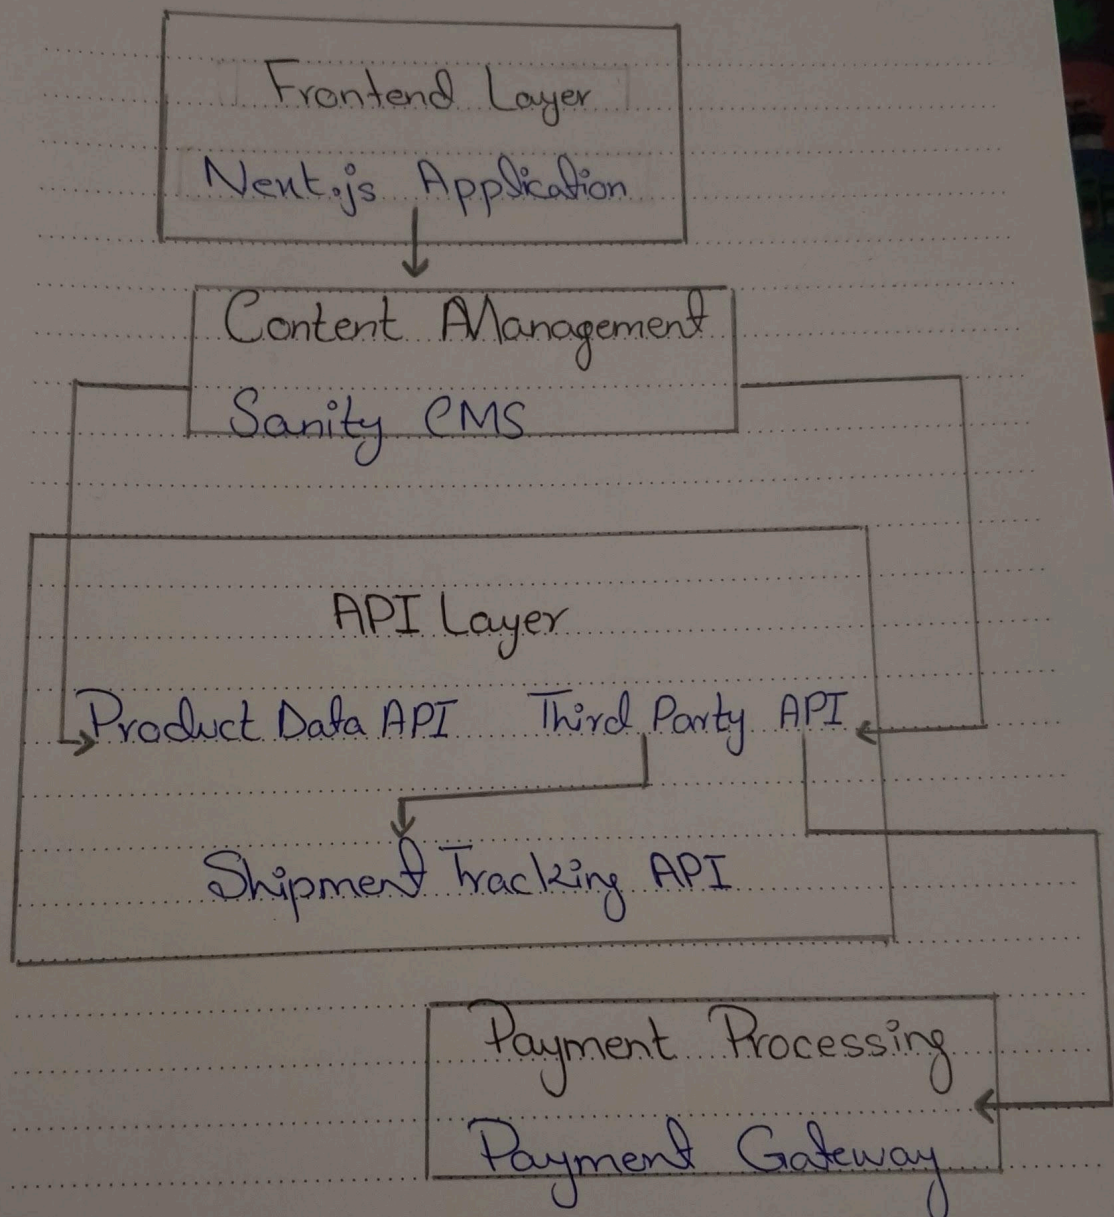 Frontend Layer
Next.js Application
Content Management
Sanity CMS
API Layer
Product Data API Third Party API
Shipment Tracking API
Payment Processing
Payment Gateway